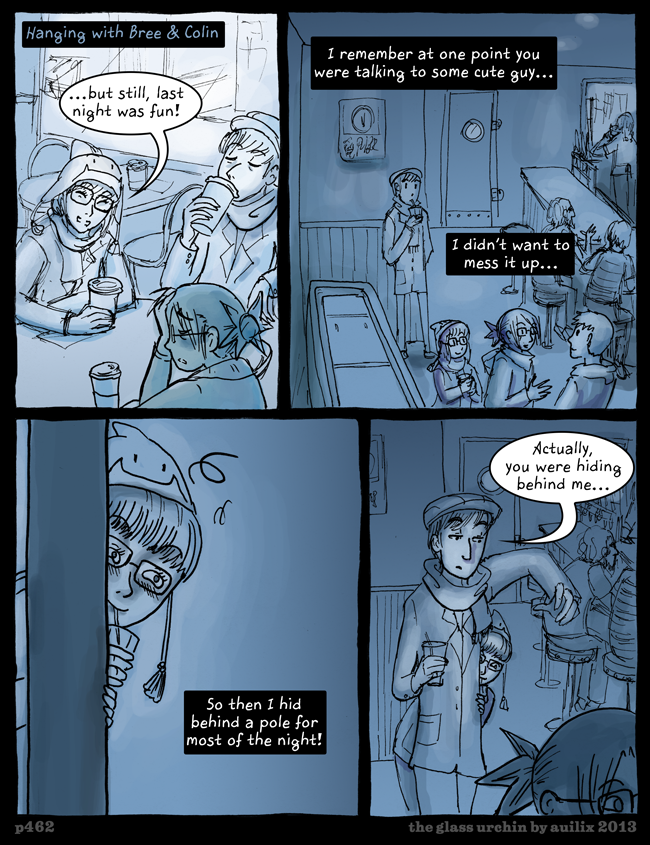 Hanging with Bree & Colin
...but still, last
night was fun!
I remember at one point you
were talking to some cute guy...
I didn't want to
mess it up...
So then I hid
behind a pole for
most of the night!
Actually,
you were hiding
behind me...
p462
the glass urchin by auilix 2013